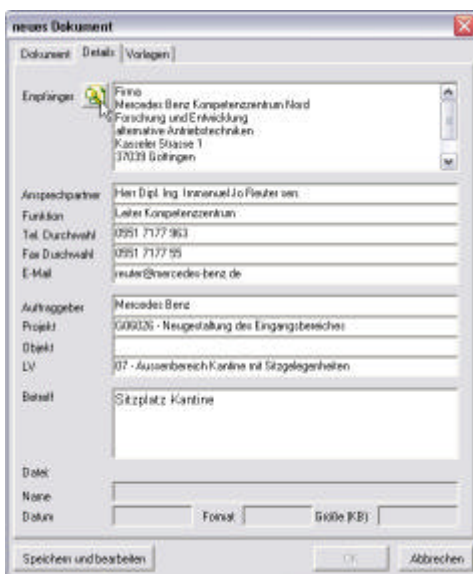 neues Dokument
Dokument Details Vorlagen
Empfänger
Firma
Mercedes Benz Kompetenzzentrum Nord
Forschung und Entwicklung
alternative Antriebstechniken
Kasseler Strasse 1
37039 Göttingen
Ansprechpartner Herr Dipl. Ing. Immanuel Jo Reuter sen.
Funktion Leiter Kompetenzzentrum
Tel. Durchwahl 0551 7177 963
Fax Durchwahl 0551 7177 55
E-Mail reuter@mercedes-benz.de
Auftraggeber Mercedes Benz
Projekt G06026 - Neugestaltung des Eingangsbereiches
Objekt
LV 07 - Aussenbereich Kantine mit Sitzgelegenheiten
Betreff Sitzplatz Kantine
Datei:
Name
Datum Format Größe (KB)
Speichern und bearbeiten OK Abbrechen